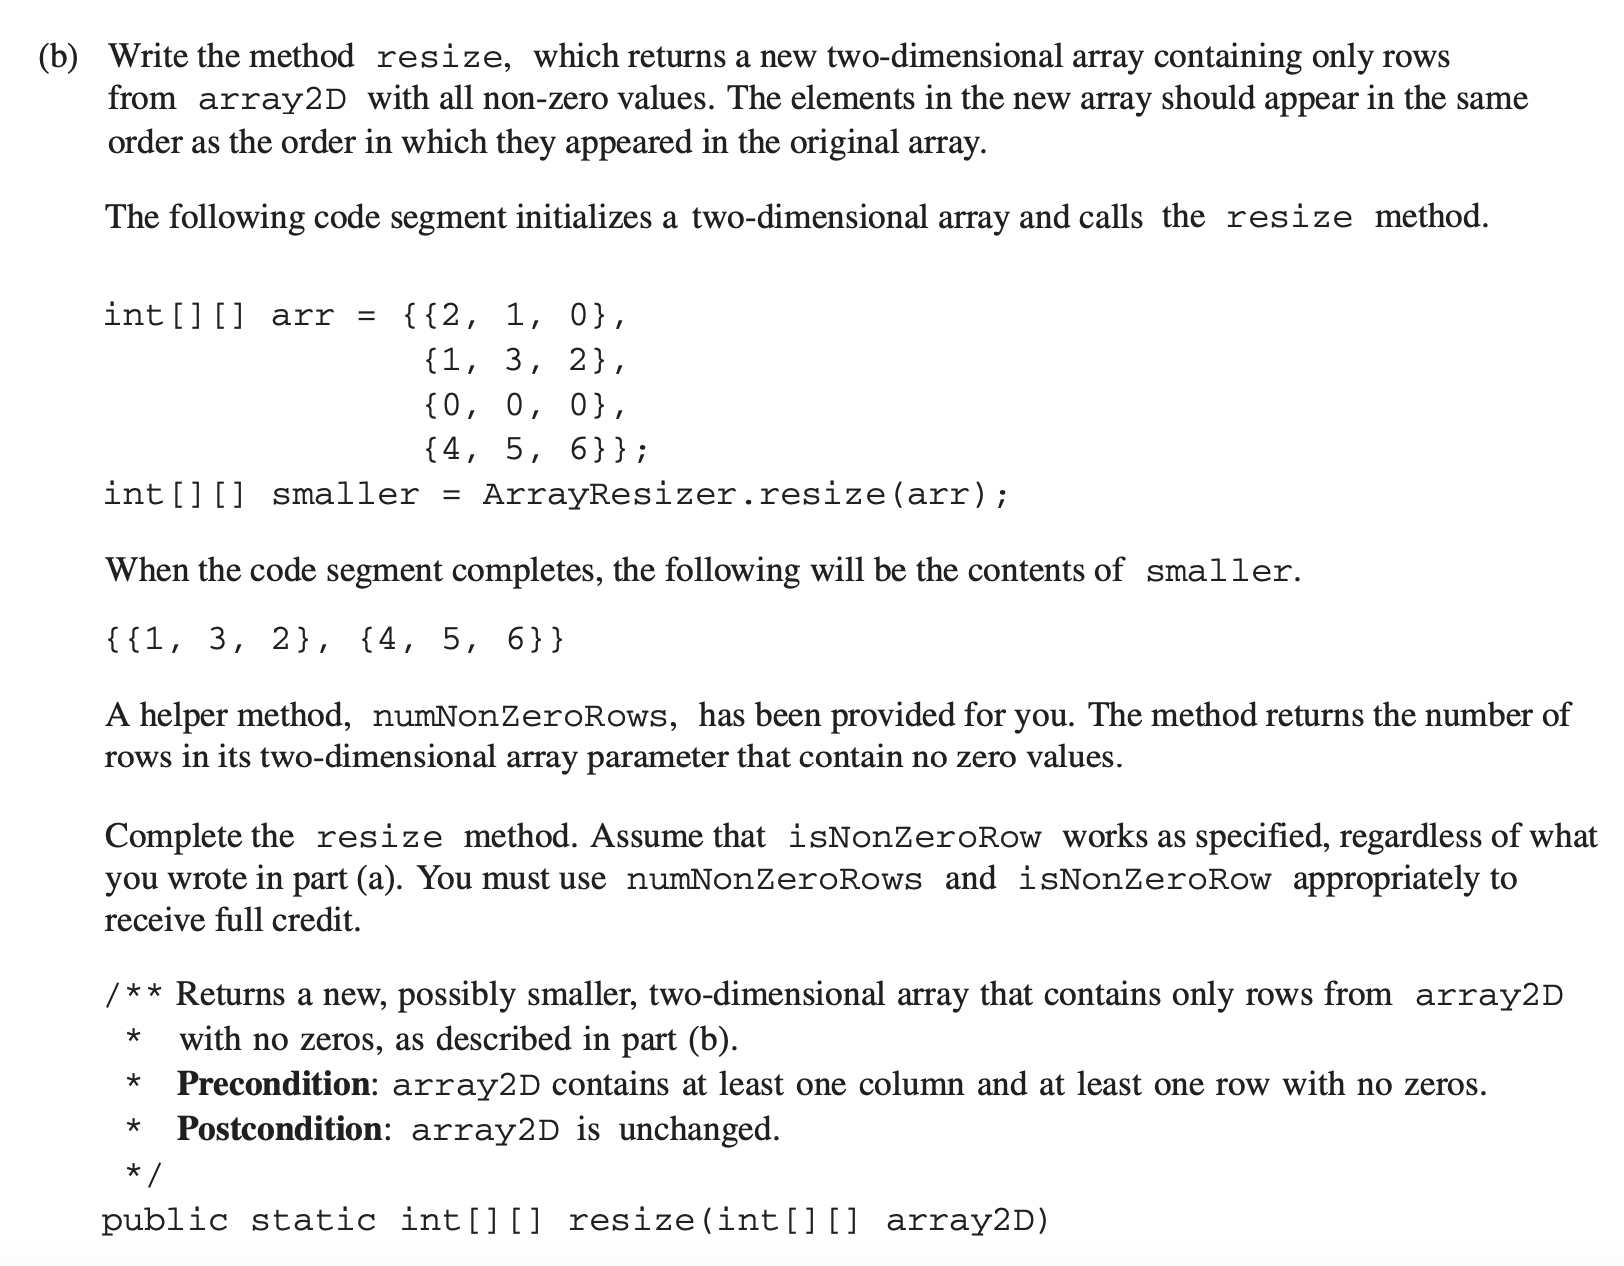 (b) Write the method resize, which returns a new two-dimensional array containing only rows
from array2D with all non-zero values. The elements in the new array should appear in the same
order as the order in which they appeared in the original array.
The following code segment initializes a two-dimensional array and calls the resize method.
int[][] arr = {{2, 1, 0},
{1, 3, 2},
{0, 0, 0},
{4, 5, 6}};
int[][] smaller = ArrayResizer.resize(arr);
When the code segment completes, the following will be the contents of smaller.
{{1, 3, 2}, {4, 5, 6}}
A helper method, numNonZeroRows, has been provided for you. The method returns the number of
rows in its two-dimensional array parameter that contain no zero values.
Complete the resize method. Assume that isNonZeroRow works as specified, regardless of what
you wrote in part (a). You must use numNonZeroRows and isNonZeroRow appropriately to
receive full credit.
/** Returns a new, possibly smaller, two-dimensional array that contains only rows from array2D
* with no zeros, as described in part (b).
* Precondition: array2D contains at least one column and at least one row with no zeros.
* Postcondition: array2D is unchanged.
*/
public static int[][] resize(int[][] array2D)